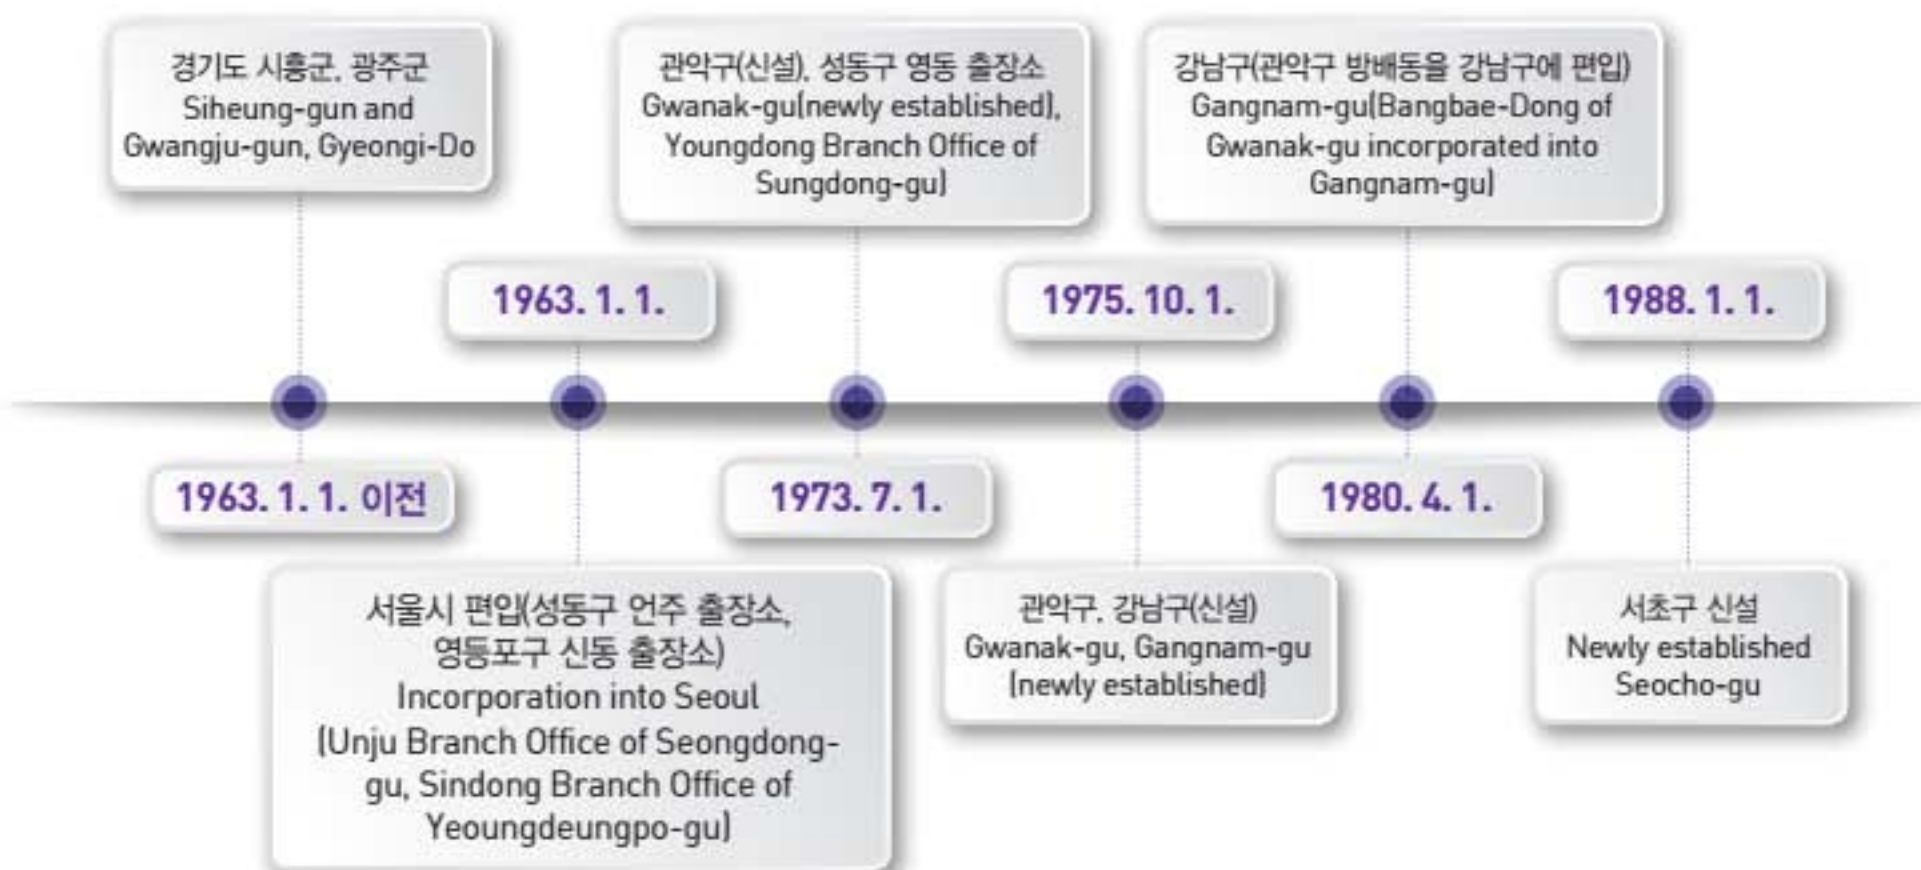 경기도 시흥군, 광주군
Siheung-gun and
Gwangju-gun, Gyeongi-Do
1963. 1. 1. 이전
1963. 1. 1.
서울시 편입(성동구 언주 출장소,
영등포구 신동 출장소)
Incorporation into Seoul
(Unju Branch Office of Seongdong-
gu, Sindong Branch Office of
Yeoungdeungpo-gu)
관악구(신설), 성동구 영동 출장소
Gwanak-gu(newly established),
Youngdong Branch Office of
Sungdong-gu)
1973. 7. 1.
1975. 10. 1.
관악구, 강남구(신설)
Gwanak-gu, Gangnam-gu
(newly established)
강남구(관악구 방배동을 강남구에 편입)
Gangnam-gu(Bangbae-Dong of
Gwanak-gu incorporated into
Gangnam-gu)
1980. 4. 1.
1988. 1. 1.
서초구 신설
Newly established
Seocho-gu